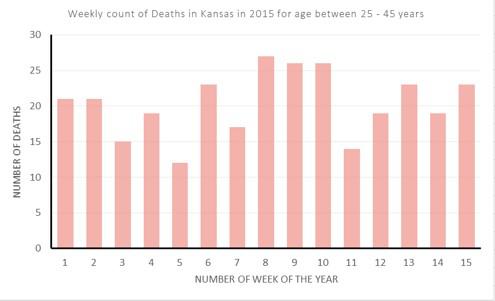 Weekly count of Deaths in Kansas in 2015 for age between 25 - 45 years
30
25
20
15
10
5
0
NUMBER OF DEATHS
1 2 3 4 5 6 7 8 9 10 11 12 13 14 15
NUMBER OF WEEK OF THE YEAR